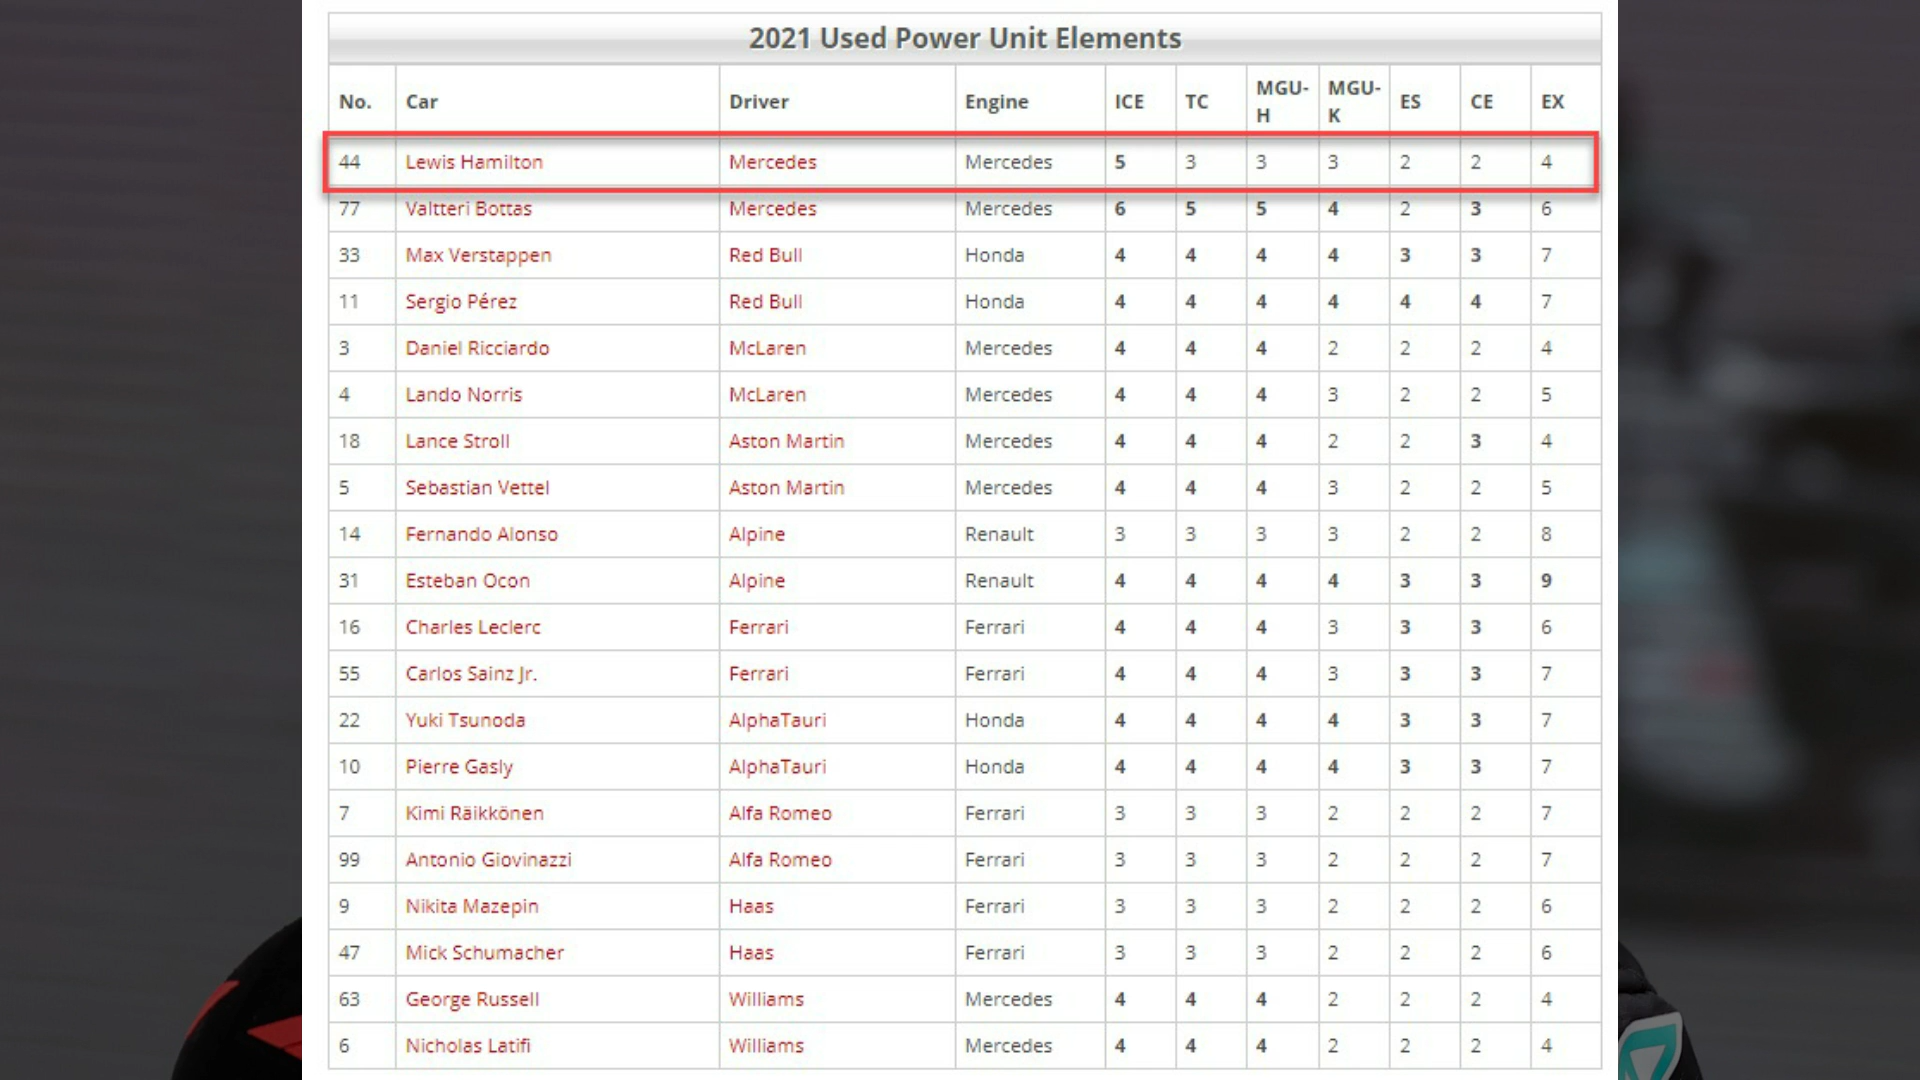 2021 Used Power Unit Elements
No. Car Driver Engine ICE TC MGU-H MGU-K ES CE EX
44 Lewis Hamilton Mercedes Mercedes 5 3 3 3 2 2 4
77 Valtteri Bottas Mercedes Mercedes 6 5 5 4 2 3 6
33 Max Verstappen Red Bull Honda 4 4 4 4 3 3 7
11 Sergio Pérez Red Bull Honda 4 4 4 4 4 4 7
3 Daniel Ricciardo McLaren Mercedes 4 4 4 2 2 2 4
4 Lando Norris McLaren Mercedes 4 4 4 3 2 2 5
18 Lance Stroll Aston Martin Mercedes 4 4 4 2 2 3 4
5 Sebastian Vettel Aston Martin Mercedes 4 4 4 3 2 2 5
14 Fernando Alonso Alpine Renault 3 3 3 3 2 2 8
31 Esteban Ocon Alpine Renault 4 4 4 4 3 3 9
16 Charles Leclerc Ferrari Ferrari 4 4 4 3 3 3 6
55 Carlos Sainz Jr. Ferrari Ferrari 4 4 4 3 3 3 7
22 Yuki Tsunoda AlphaTauri Honda 4 4 4 4 3 3 7
10 Pierre Gasly AlphaTauri Honda 4 4 4 4 3 3 7
7 Kimi Räikkönen Alfa Romeo Ferrari 3 3 3 2 2 2 7
99 Antonio Giovinazzi Alfa Romeo Ferrari 3 3 3 2 2 2 7
9 Nikita Mazepin Haas Ferrari 3 3 3 2 2 2 6
47 Mick Schumacher Haas Ferrari 3 3 3 2 2 2 6
63 George Russell Williams Mercedes 4 4 4 2 2 2 4
6 Nicholas Latifi Williams Mercedes 4 4 4 2 2 2 4